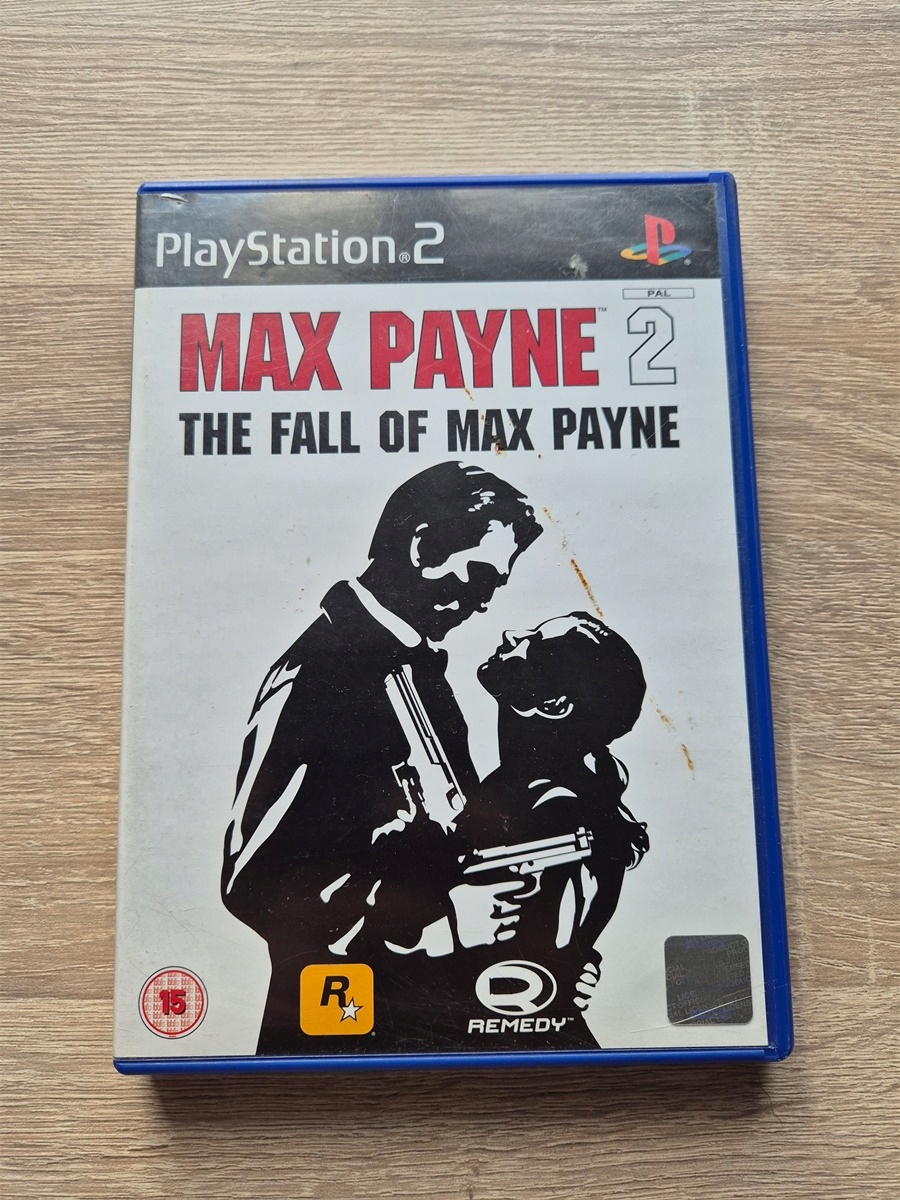 PlayStation®2
PAL
MAX PAYNE™ 2
THE FALL OF MAX PAYNE
15
R
REMEDY™